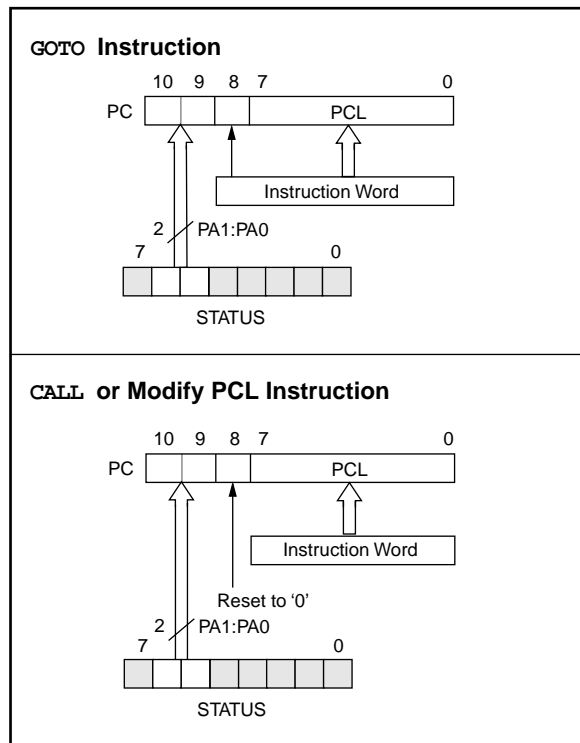 GOTO Instruction
10 9 8 7 0
PC PCL
Instruction Word
2 PA1:PA0
7 0
STATUS
CALL or Modify PCL Instruction
10 9 8 7 0
PC PCL
Instruction Word
Reset to ‘0’
2 PA1:PA0
7 0
STATUS